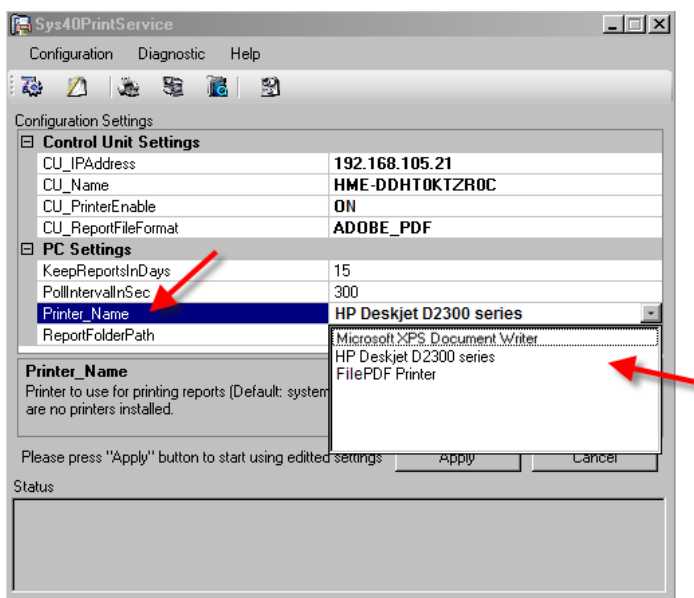 Sys40PrintService
Configuration Diagnostic Help
Configuration Settings
Control Unit Settings
CU_IPAddress 192.168.105.21
CU_Name HME-DDHT0KTZR0C
CU_PrinterEnable ON
CU_ReportFileFormat ADOBE_PDF
PC Settings
KeepReportsInDays 15
PollIntervalInSec 300
Printer_Name HP Deskjet D2300 series
ReportFolderPath Microsoft XPS Document Writer
HP Deskjet D2300 series
FilePDF Printer
Printer_Name
Printer to use for printing reports (Default: system
are no printers installed.
Please press "Apply" button to start using editted settings Apply Cancel
Status